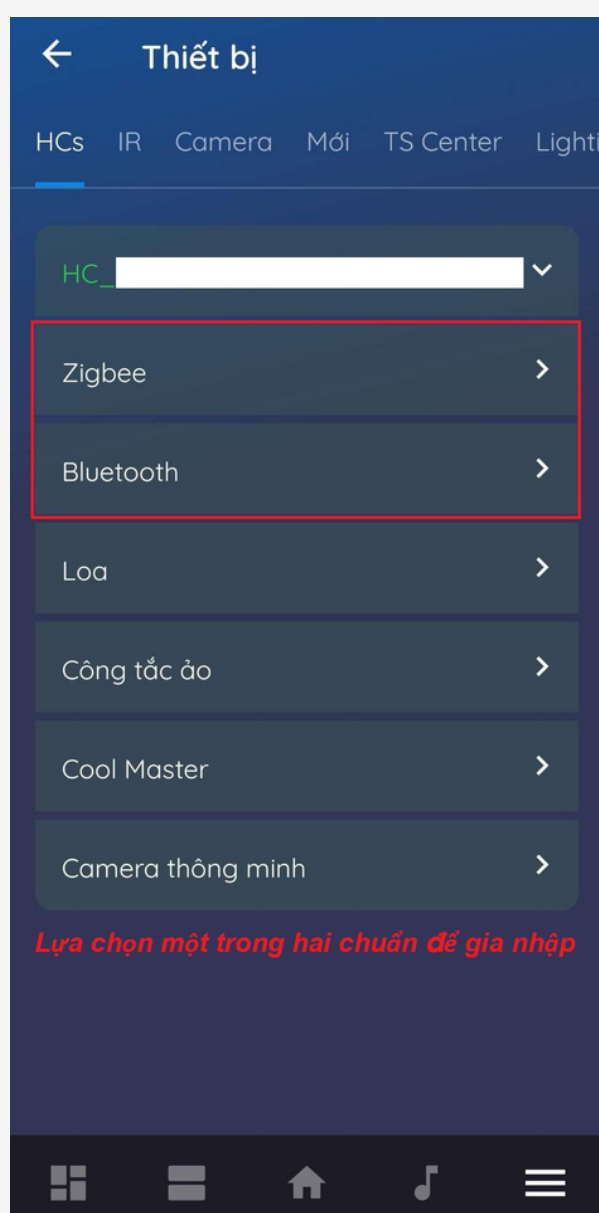 Thiết bị
HCs IR Camera Mới TS Center Lighti
HC_
Zigbee
Bluetooth
Loa
Công tắc ảo
Cool Master
Camera thông minh
Lựa chọn một trong hai chuẩn để gia nhập